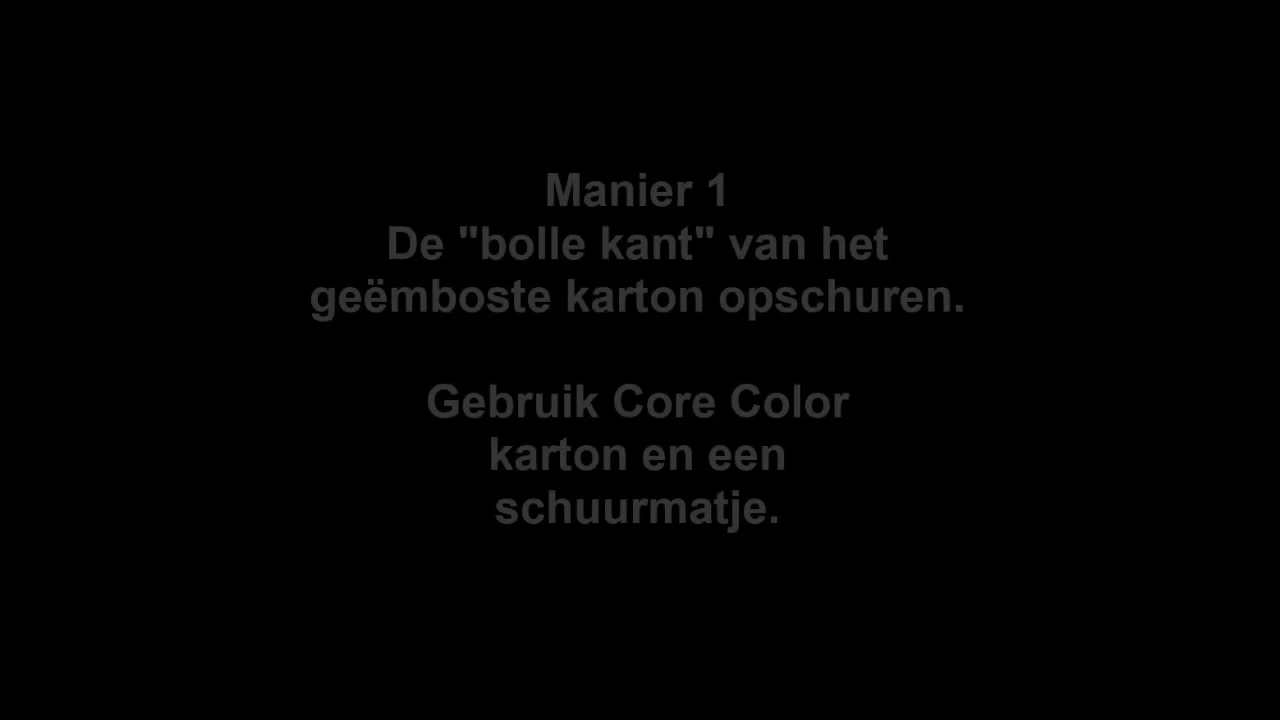 Manier 1
De "bolle kant" van het
geëmboste karton opschuren.
Gebruik Core Color
karton en een
schuurmatje.